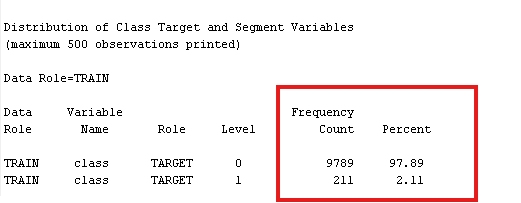 Distribution of Class Target and Segment Variables
(maximum 500 observations printed)
Data Role=TRAIN
Data Variable Frequency
Role Name Role Level Count Percent
TRAIN class TARGET 0 9789 97.89
TRAIN class TARGET 1 211 2.11